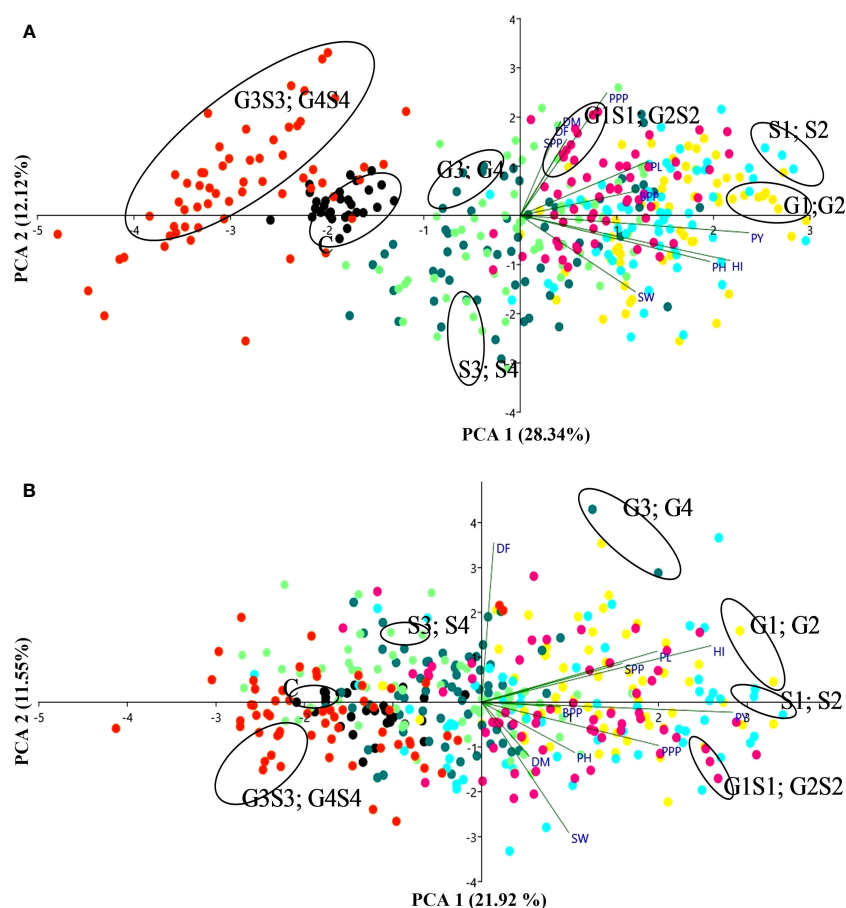 A
4
3
2
1
-1
-2
-3
-4
-5
-4
-3
-2
-1
1
2
3
G3S3; G4S4
G1S1; G2S2
S1; S2
G3; G4
G1;G2
C
S3; S4
PPP
DM
DF
SPP
PL
PY
PH
HI
SW
PCA 2 (12.12%)
PCA 1 (28.34%)
B
4
3
2
1
-1
-2
-3
-4
-5
-4
-3
-2
2
3
G3; G4
S3; S4
G1; G2
C
S1; S2
G3S3; G4S4
G1S1; G2S2
DF
PL
HI
SPP
BPP
PY
DM
PH
PPP
SW
PCA 2 (11.55%)
PCA 1 (21.92 %)